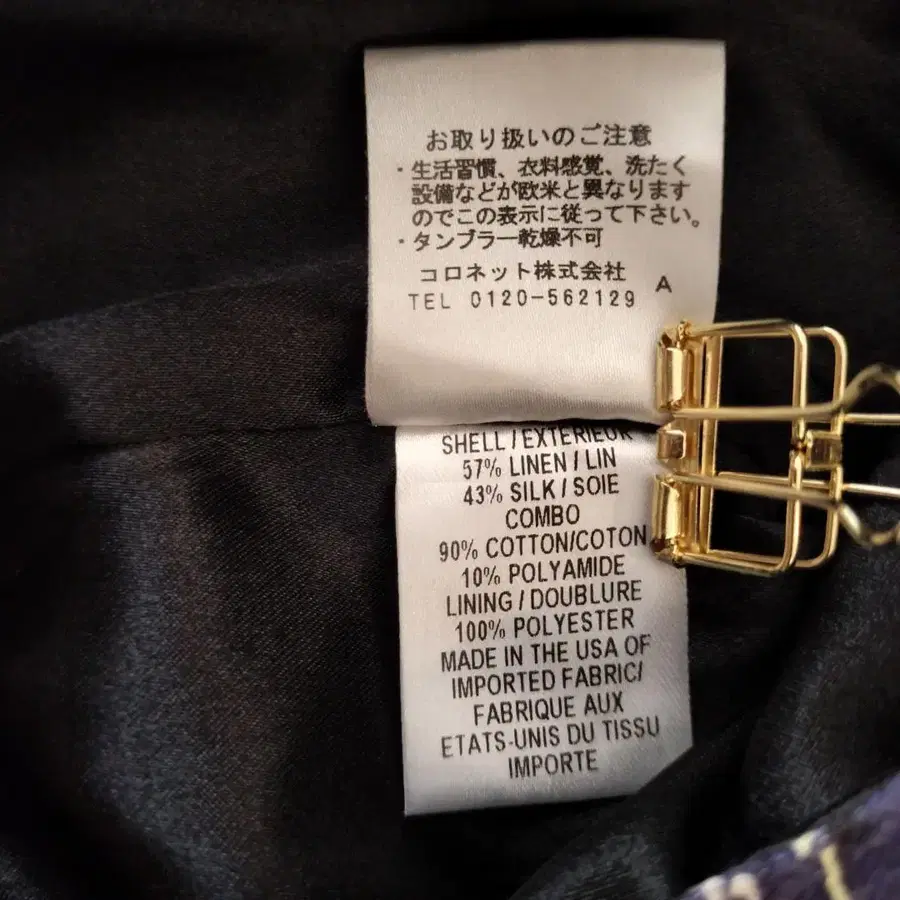 お取り扱いのご注意
・生活習慣、衣料感覚、洗たく
設備などが欧米と異なります
のでこの表示に従って下さい。
・タンブラー乾燥不可
コロネット株式会社 A
TEL 0120-562129
SHELL / EXTERIEUR
57% LINEN / LIN
43% SILK / SOIE
COMBO
90% COTTON/COTON
10% POLYAMIDE
LINING / DOUBLURE
100% POLYESTER
MADE IN THE USA OF
IMPORTED FABRIC/
FABRIQUE AUX
ETATS-UNIS DU TISSU
IMPORTE